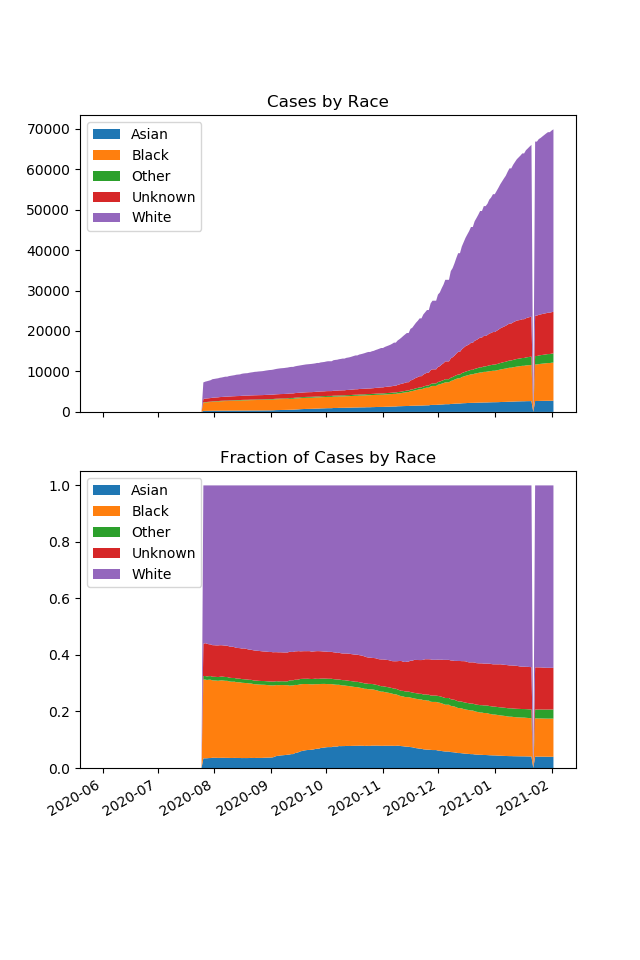 Cases by Race
70000
60000
50000
40000
30000
20000
10000
0
Asian
Black
Other
Unknown
White
Fraction of Cases by Race
1.0
0.8
0.6
0.4
0.2
0.0
Asian
Black
Other
Unknown
White
2020-06
2020-07
2020-08
2020-09
2020-10
2020-11
2020-12
2021-01
2021-02